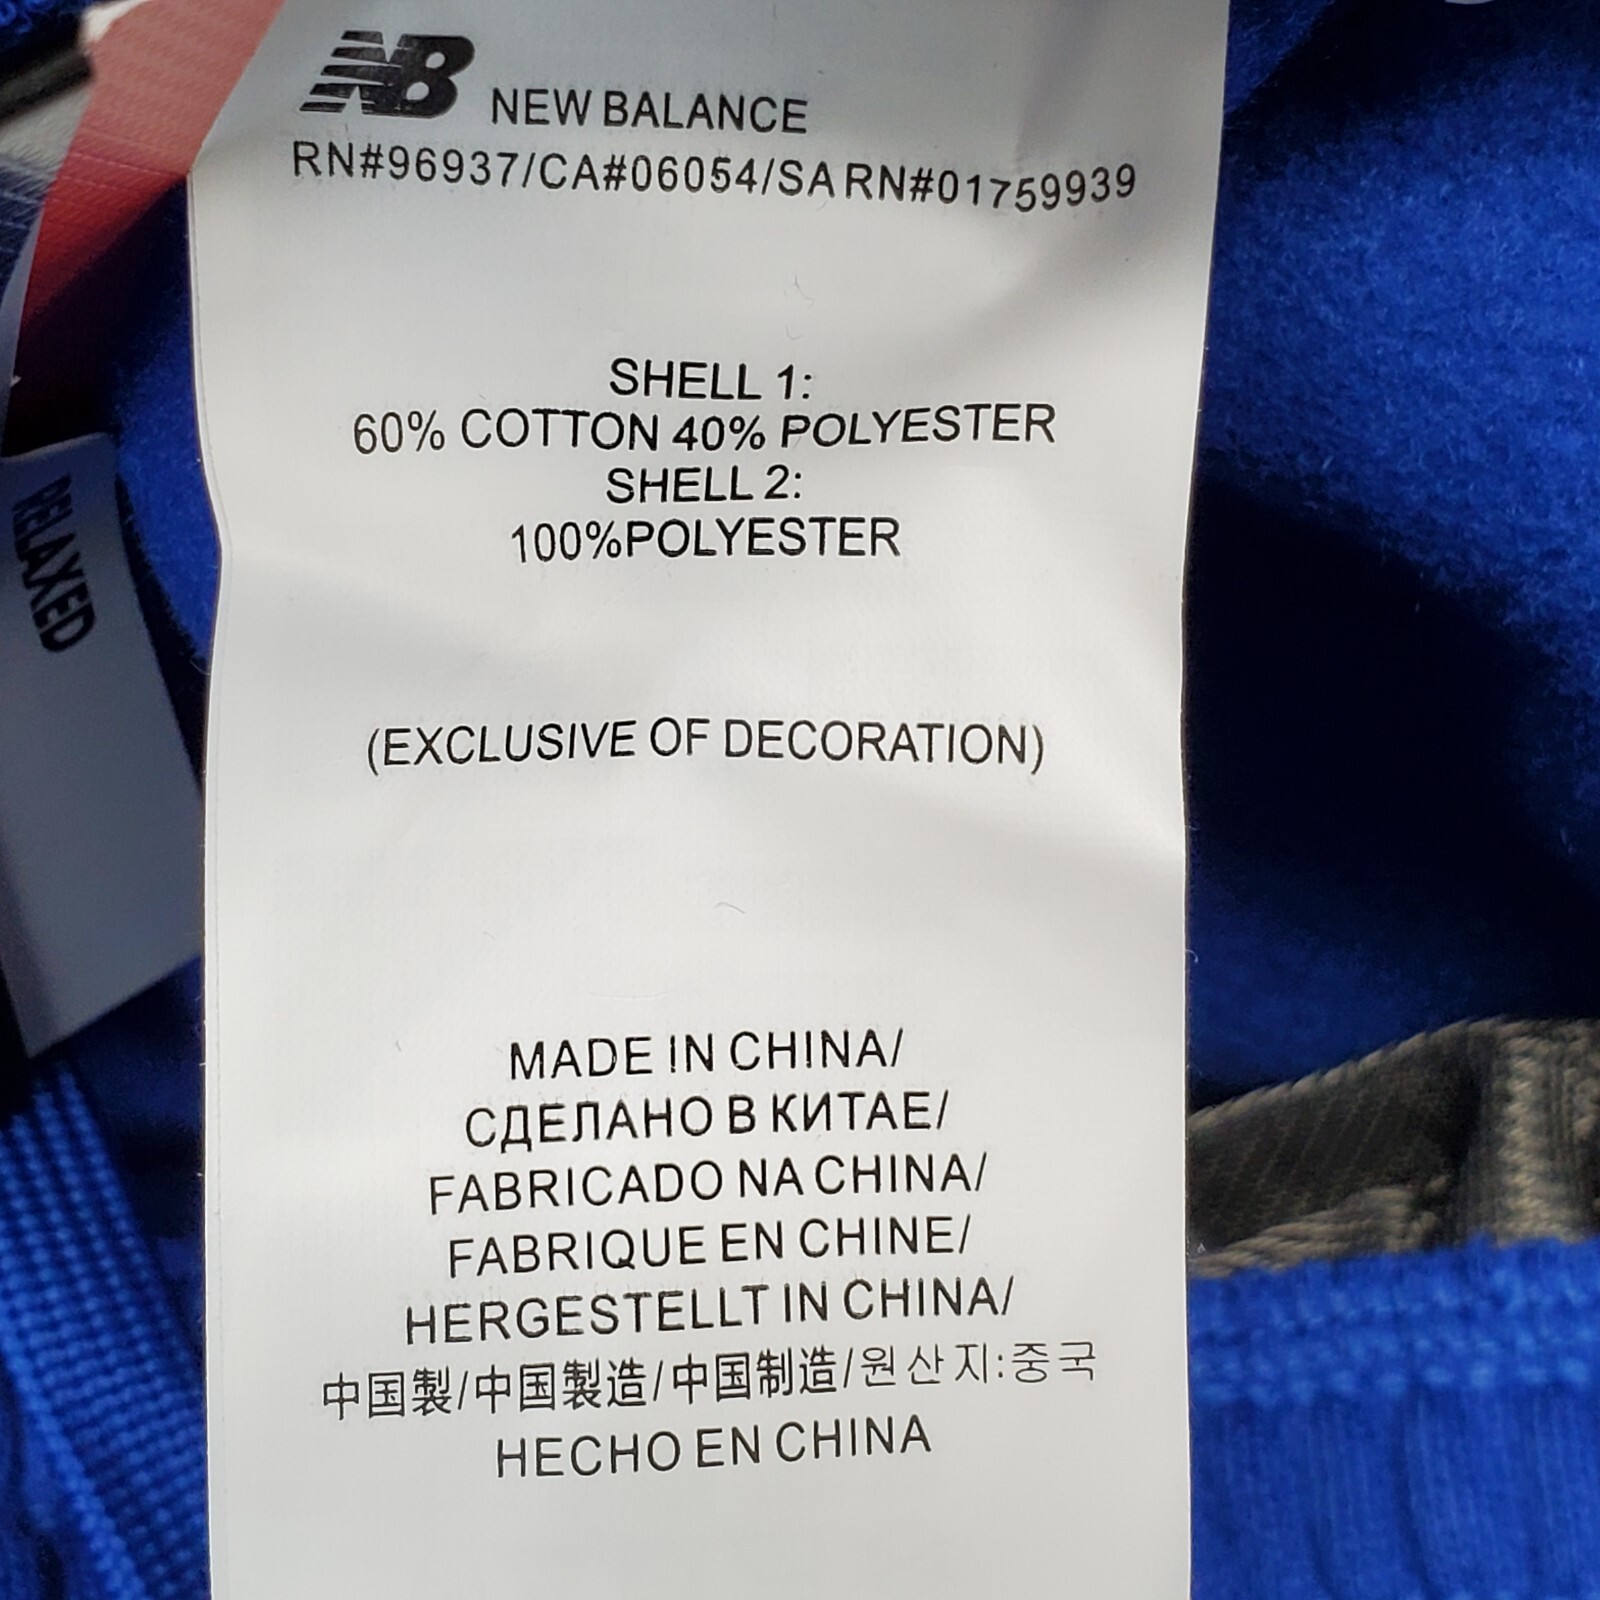 NB NEW BALANCE
RN#96937/CA#06054/SARN#01759939
SHELL 1:
60% COTTON 40% POLYESTER
SHELL 2:
100%POLYESTER
(EXCLUSIVE OF DECORATION)
MADE IN CHINA/
СДЕЛАНО В КИТАЕ/
FABRICADO NA CHINA/
FABRIQUE EN CHINE/
HERGESTELLT IN CHINA/
中国製/中国製造/中国制造/원산지:중국
HECHO EN CHINA
RELAXED